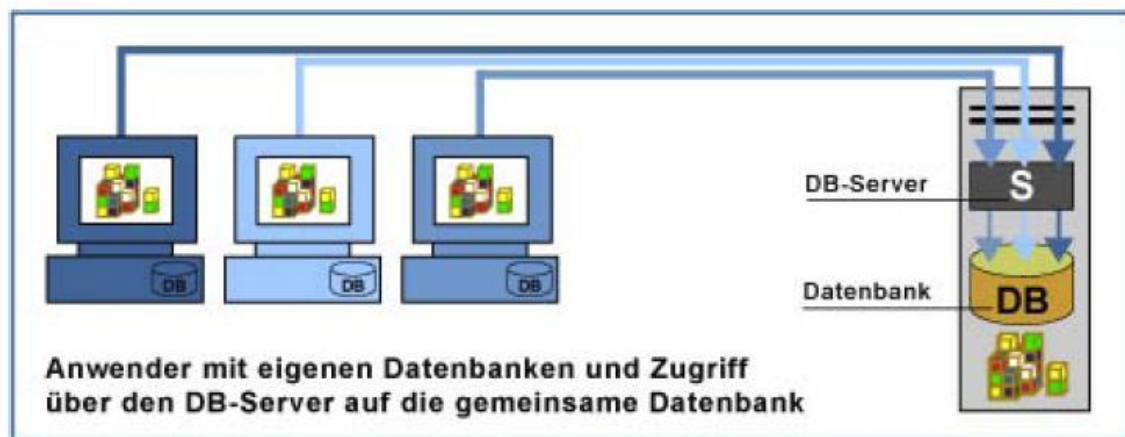 DB-Server
S
Datenbank
DB
DB
DB
DB
Anwender mit eigenen Datenbanken und Zugriff
über den DB-Server auf die gemeinsame Datenbank